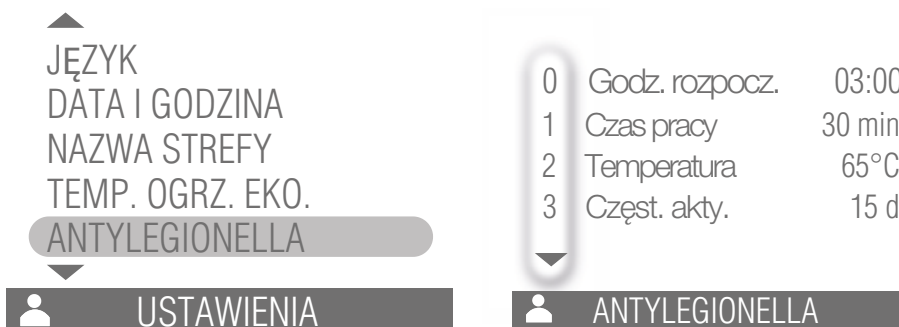 JĘZYK
DATA I GODZINA
NAZWA STREFY
TEMP. OGRZ. EKO.
ANTYLEGIONELLA
USTAWIENIA
0 Godz. rozpocz. 03:00
1 Czas pracy 30 min
2 Temperatura 65°C
3 Częst. akty. 15 d
ANTYLEGIONELLA